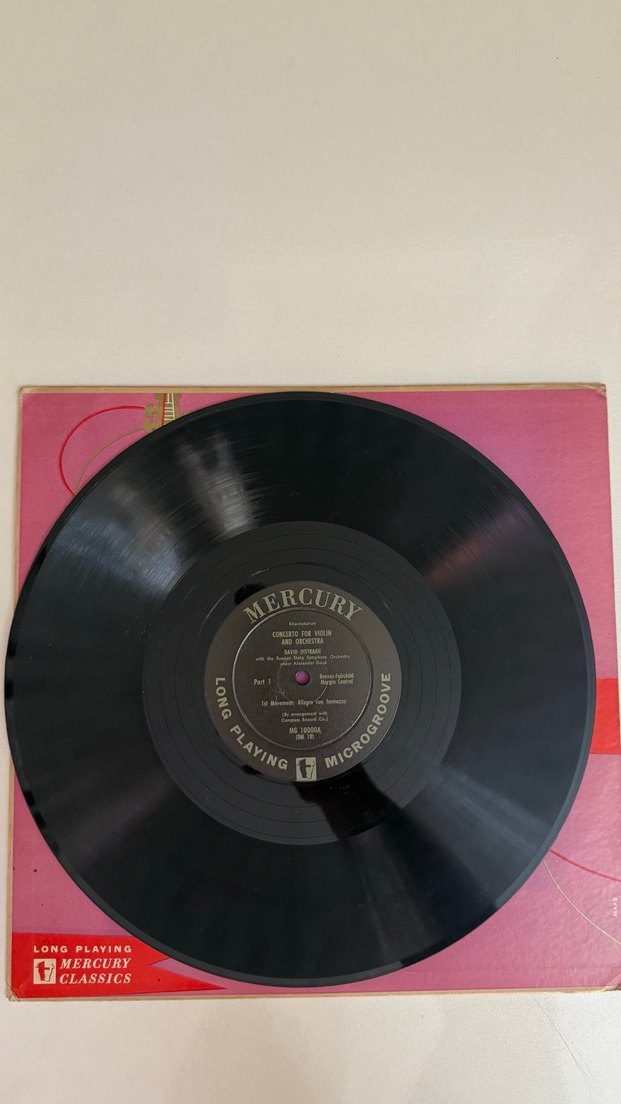 MERCURY
Khachaturian
CONCERTO FOR VIOLIN
AND ORCHESTRA
DAVID OISTRAKH
with the Russian State Symphony Orchestra
under Alexander Gauk
Part 1
Reeves-Fairchild
Margin Control
1st Movement: Allegro con fermezza
(By arrangement with
Compass Record Co.)
MG 10000A
(DM 10)
LONG PLAYING MICROGROOVE
LONG PLAYING
MERCURY
CLASSICS